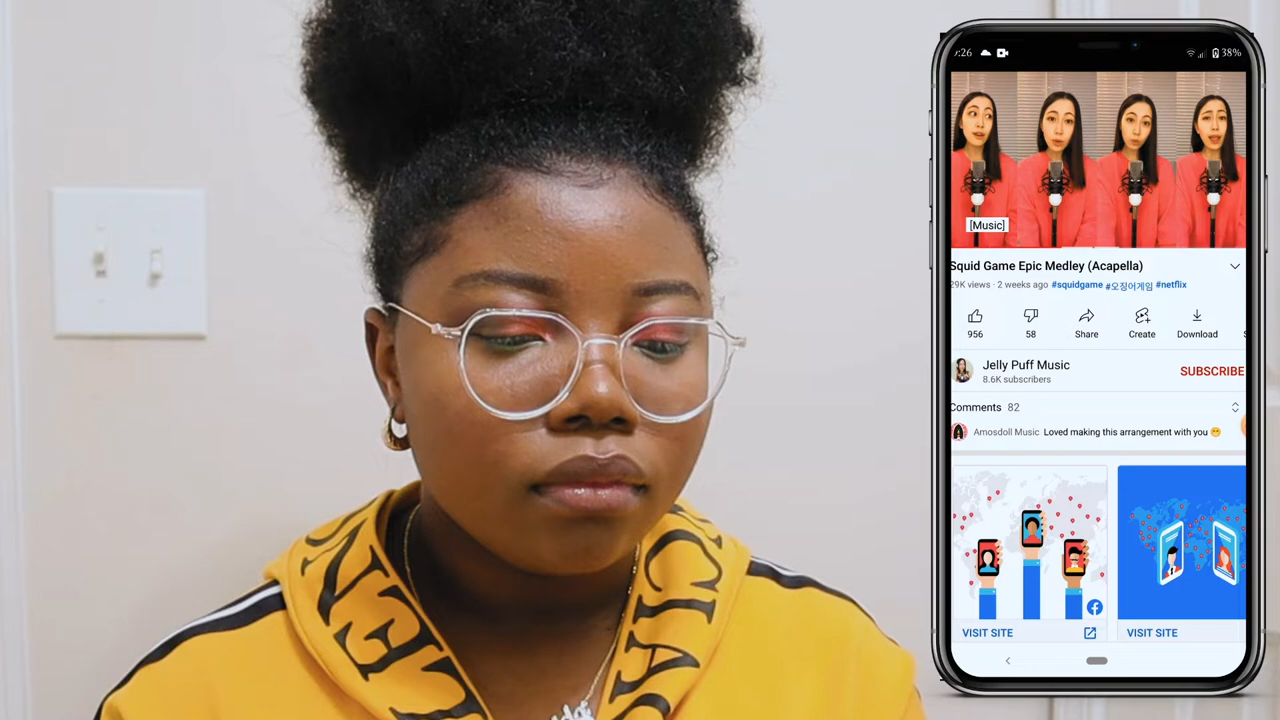 :26
38%
[Music]
Squid Game Epic Medley (Acapella)
29K views · 2 weeks ago #squidgame #오징어게임 #netflix
956
58
Share
Create
Download
Jelly Puff Music
8.6K subscribers
SUBSCRIBE
Comments 82
Amosdoll Music Loved making this arrangement with you 😁
VISIT SITE
VISIT SITE